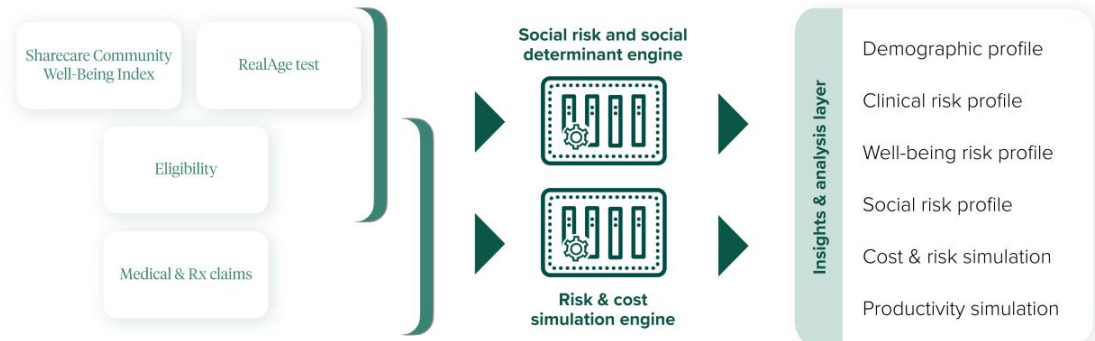 Sharecare Community
Well-Being Index
RealAge test
Eligibility
Medical & Rx claims
Social risk and social
determinant engine
Risk & cost
simulation engine
Insights & analysis layer
Demographic profile
Clinical risk profile
Well-being risk profile
Social risk profile
Cost & risk simulation
Productivity simulation